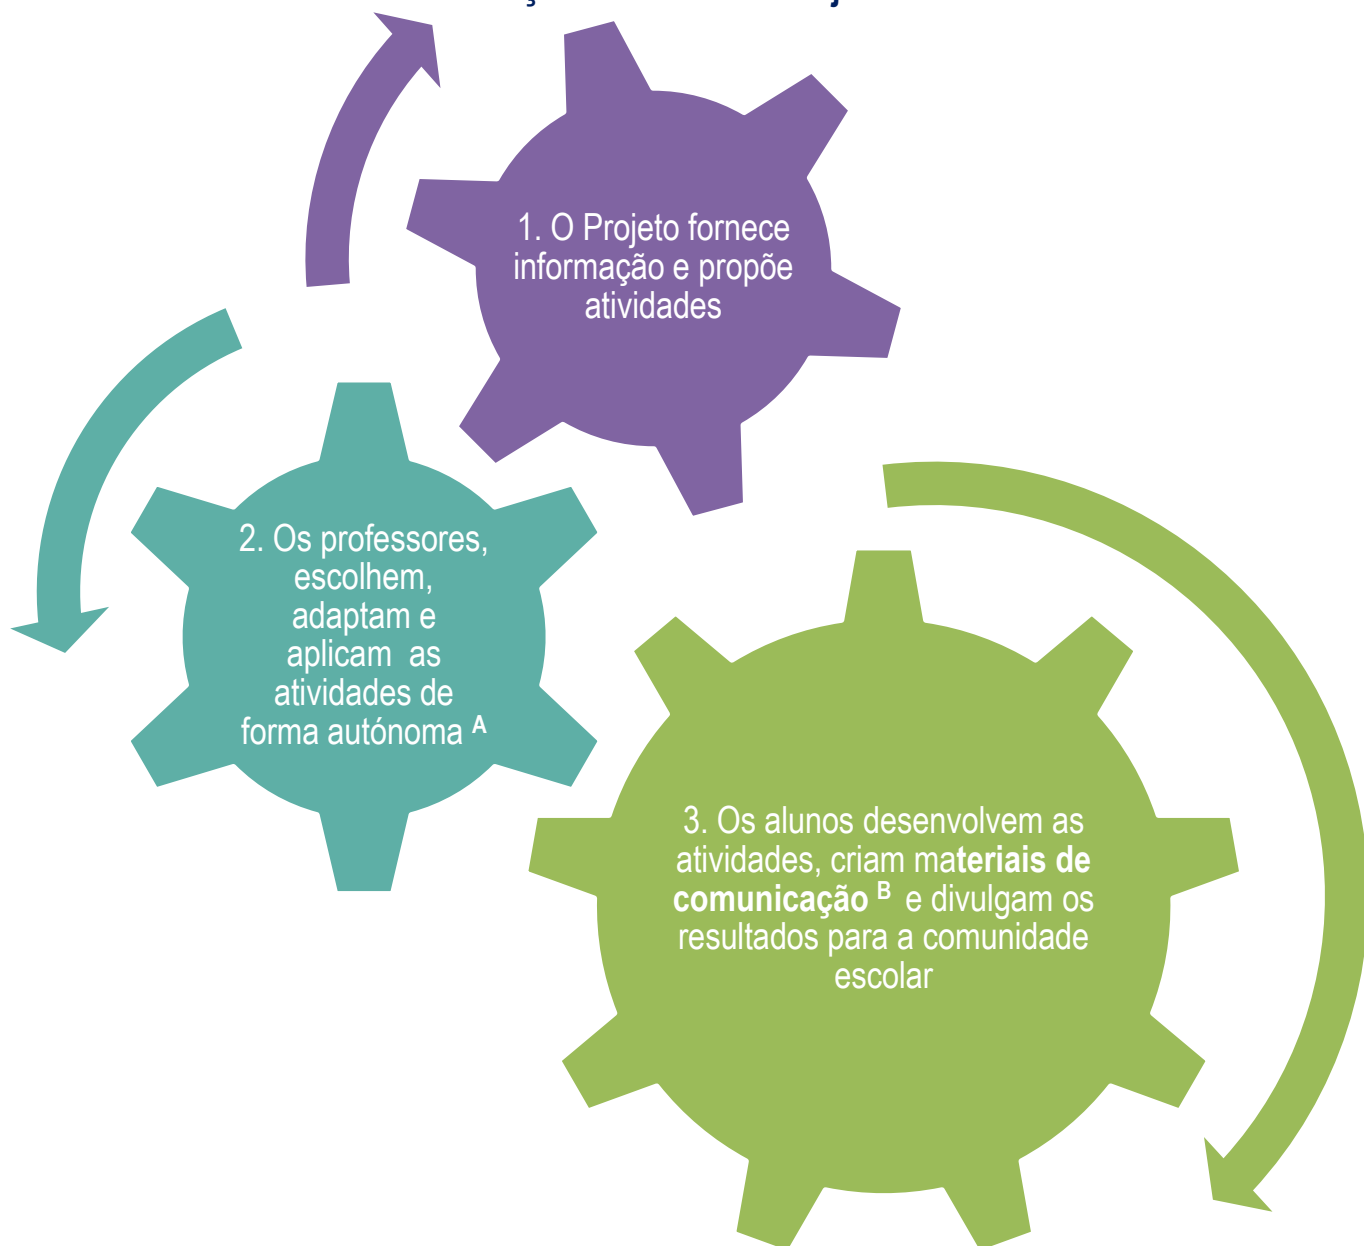 1. O Projeto fornece
informação e propõe
atividades
2. Os professores,
escolhem,
adaptam e
aplicam as
atividades de
forma autónoma A
3. Os alunos desenvolvem as
atividades, criam materiais de
comunicação B e divulgam os
resultados para a comunidade
escolar